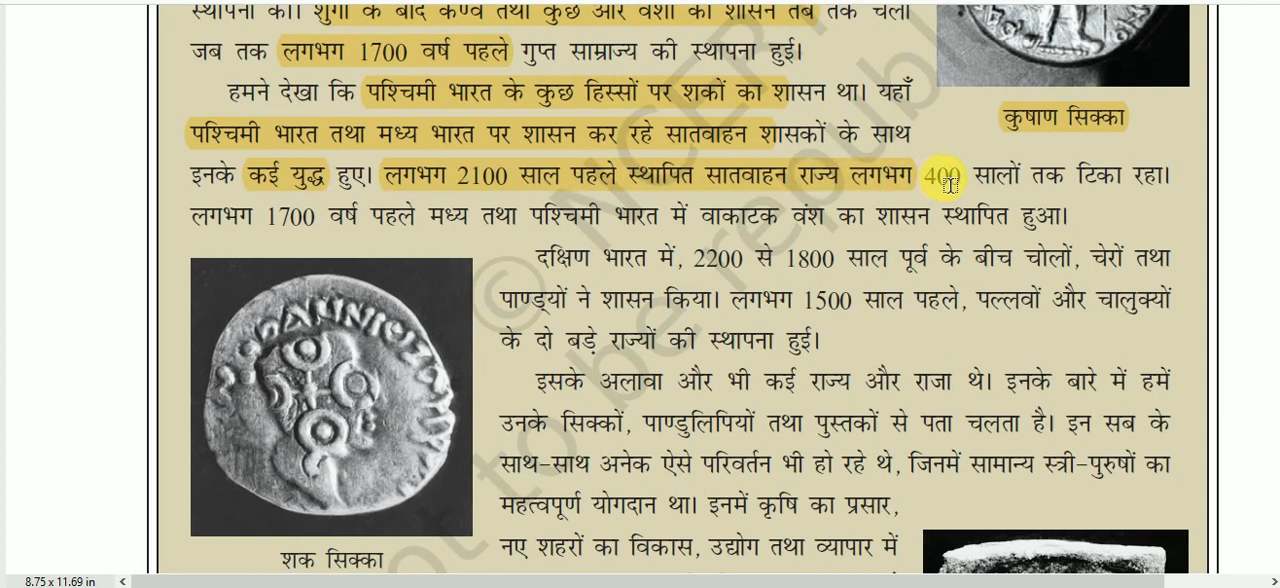 स्थापना की। शुंगों के बाद कण्व तथा कुछ और वंशों का शासन तब तक चला
जब तक लगभग 1700 वर्ष पहले गुप्त साम्राज्य की स्थापना हुई।
हमने देखा कि पश्चिमी भारत के कुछ हिस्सों पर शकों का शासन था। यहाँ
पश्चिमी भारत तथा मध्य भारत पर शासन कर रहे सातवाहन शासकों के साथ
कुषाण सिक्का
इनके कई युद्ध हुए। लगभग 2100 साल पहले स्थापित सातवाहन राज्य लगभग 400 सालों तक टिका रहा।
लगभग 1700 वर्ष पहले मध्य तथा पश्चिमी भारत में वाकाटक वंश का शासन स्थापित हुआ।
दक्षिण भारत में, 2200 से 1800 साल पूर्व के बीच चोलों, चेरों तथा
पाण्ड्यों ने शासन किया। लगभग 1500 साल पहले, पल्लवों और चालुक्यों
के दो बड़े राज्यों की स्थापना हुई।
इसके अलावा और भी कई राज्य और राजा थे। इनके बारे में हमें
उनके सिक्कों, पाण्डुलिपियों तथा पुस्तकों से पता चलता है। इन सब के
साथ-साथ अनेक ऐसे परिवर्तन भी हो रहे थे, जिनमें सामान्य स्त्री-पुरुषों का
महत्वपूर्ण योगदान था। इनमें कृषि का प्रसार,
नए शहरों का विकास, उद्योग तथा व्यापार में
शक सिक्का
© NCERT
not to be republ
8.75 x 11.69 in